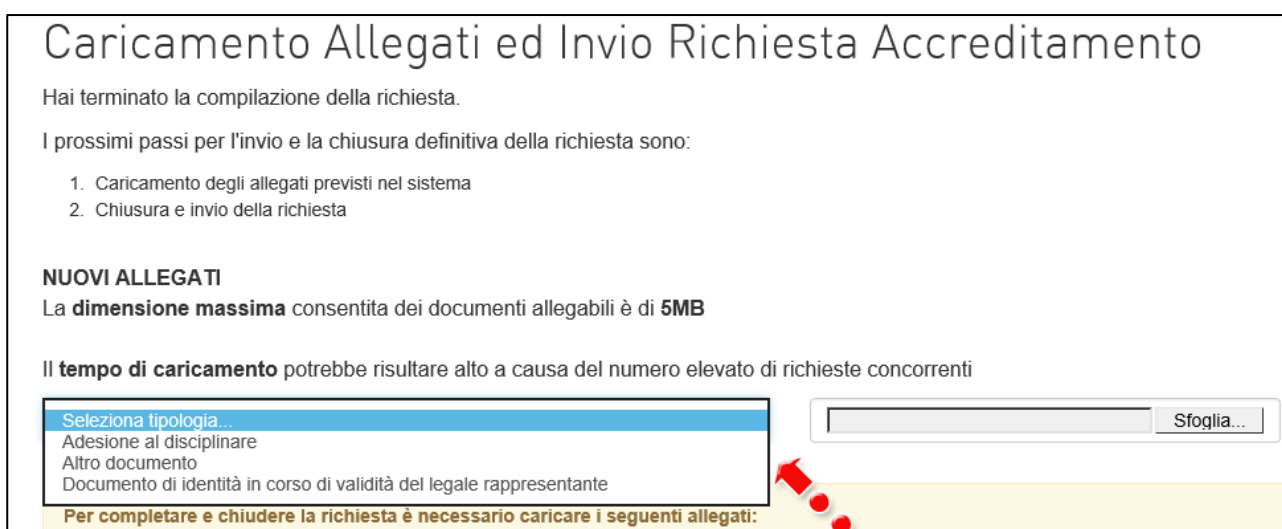 Caricamento Allegati ed Invio Richiesta Accreditamento
Hai terminato la compilazione della richiesta.
I prossimi passi per l'invio e la chiusura definitiva della richiesta sono:
1. Caricamento degli allegati previsti nel sistema
2. Chiusura e invio della richiesta
NUOVI ALLEGATI
La dimensione massima consentita dei documenti allegabili è di 5MB
Il tempo di caricamento potrebbe risultare alto a causa del numero elevato di richieste concorrenti
Seleziona tipologia... Sfoglia...
Adesione al disciplinare
Altro documento
Documento di identità in corso di validità del legale rappresentante
Per completare e chiudere la richiesta è necessario caricare i seguenti allegati: